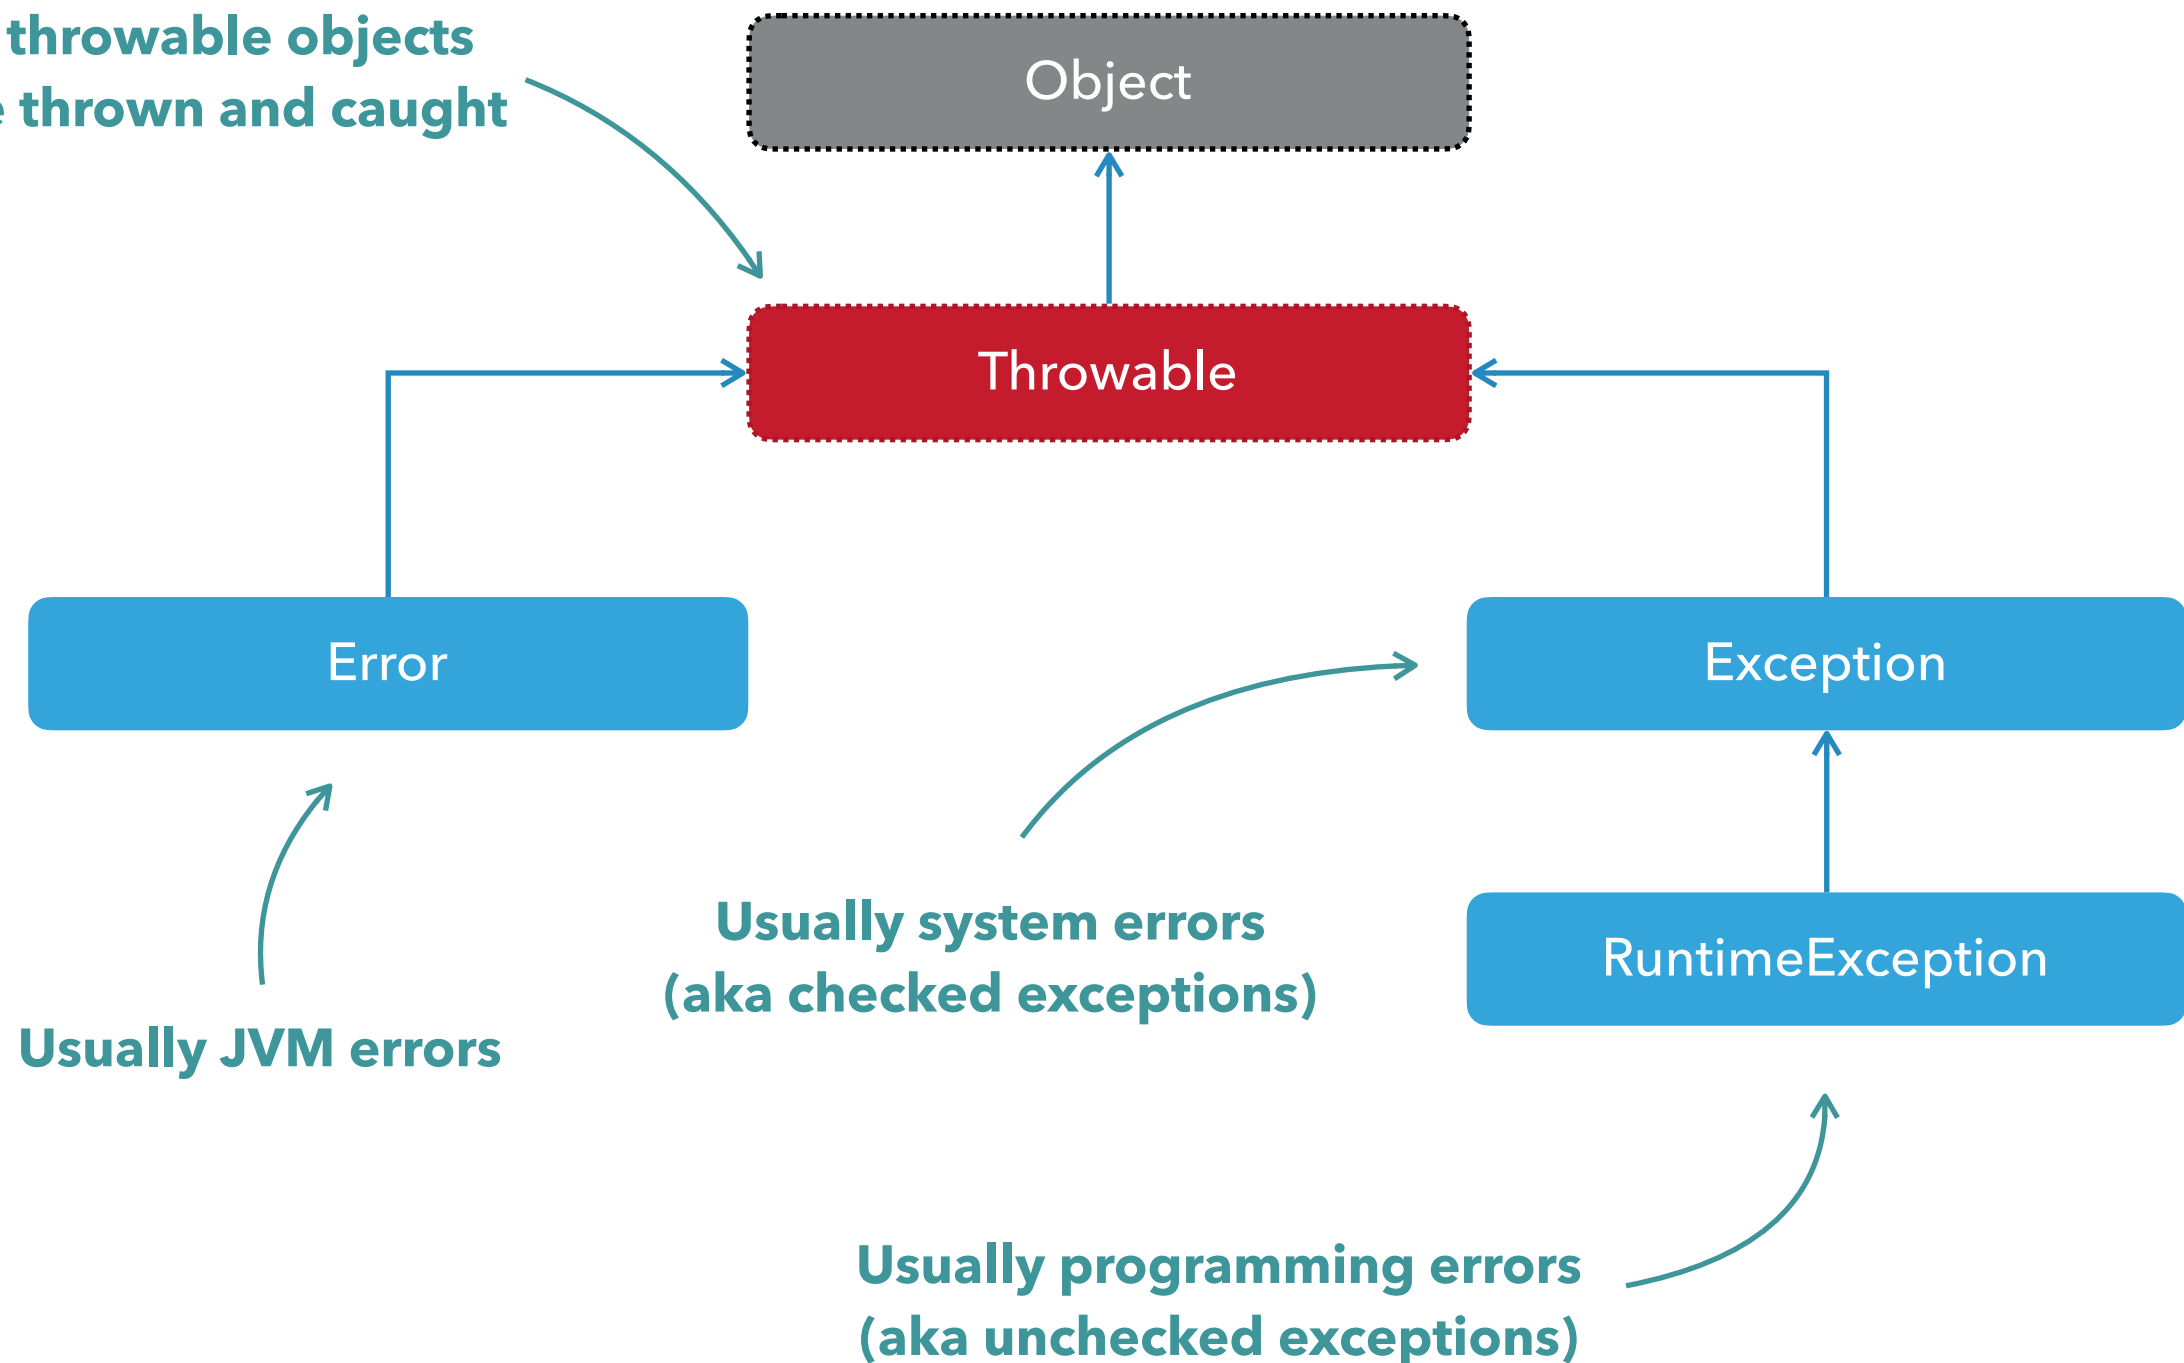 throwable objects
Object
thrown and caught
Throwable
Error
Exception
Usually system errors
(aka checked exceptions)
RuntimeException
Usually JVM errors
Usually programming errors
(aka unchecked exceptions)